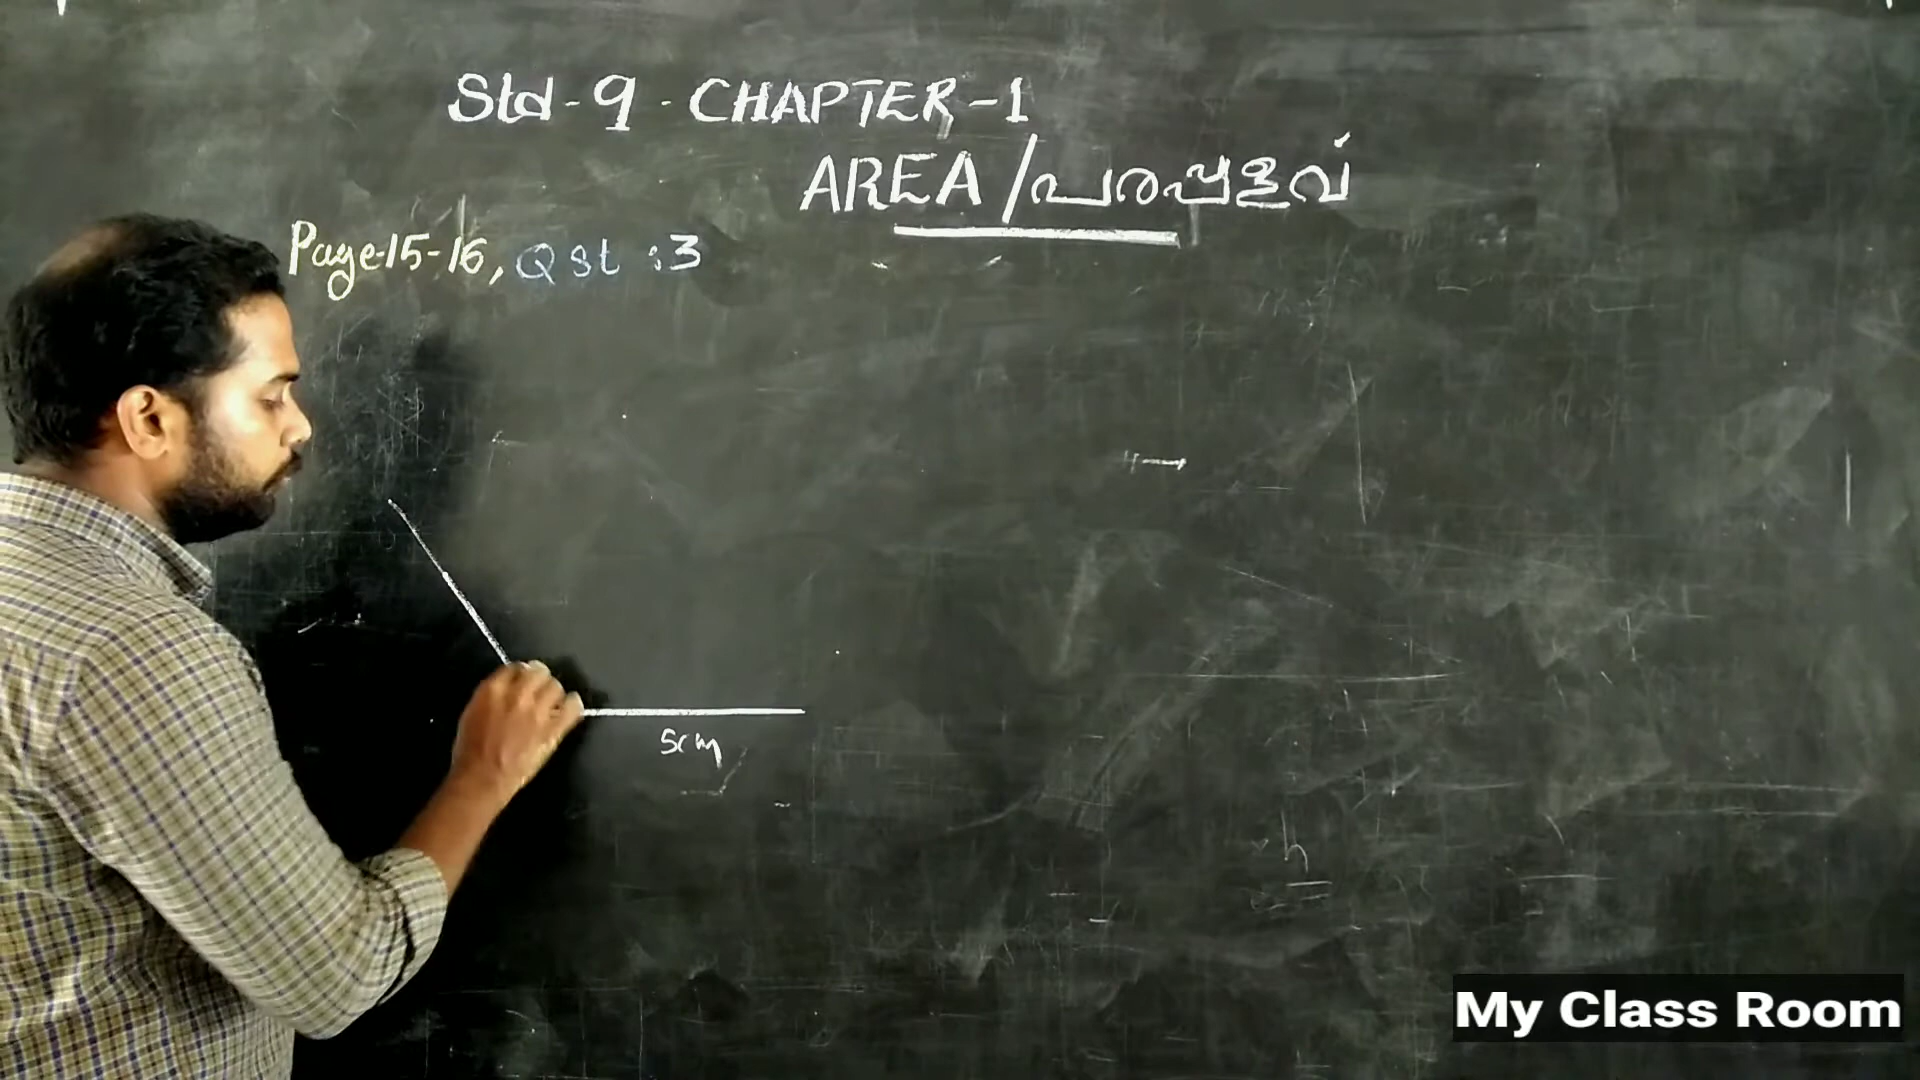 Std - 9 - CHAPTER - 1
AREA / പരപ്പളവ്
Page-15-16, Qst : 3
5cm
h
My Class Room